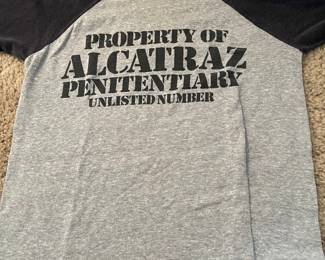 PROPERTY OF
ALCATRAZ
PENITENTIARY
UNLISTED NUMBER